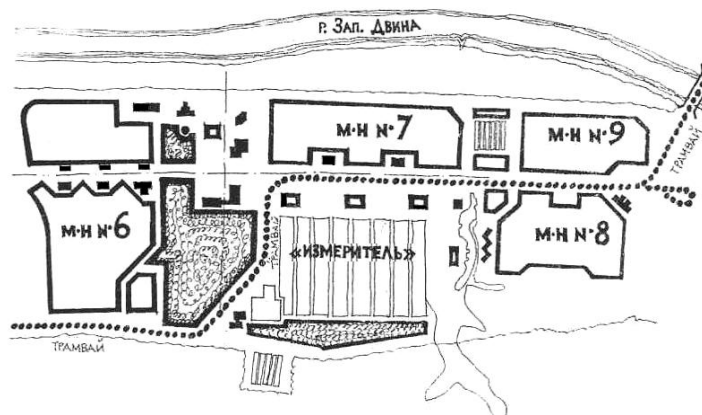 р. Зап. Двина
м-н №7
м-н №9
ТРАМВАЙ
м-н №6
ТРАМВАЙ
«ИЗМЕРИТЕЛЬ»
м-н №8
ТРАМВАЙ